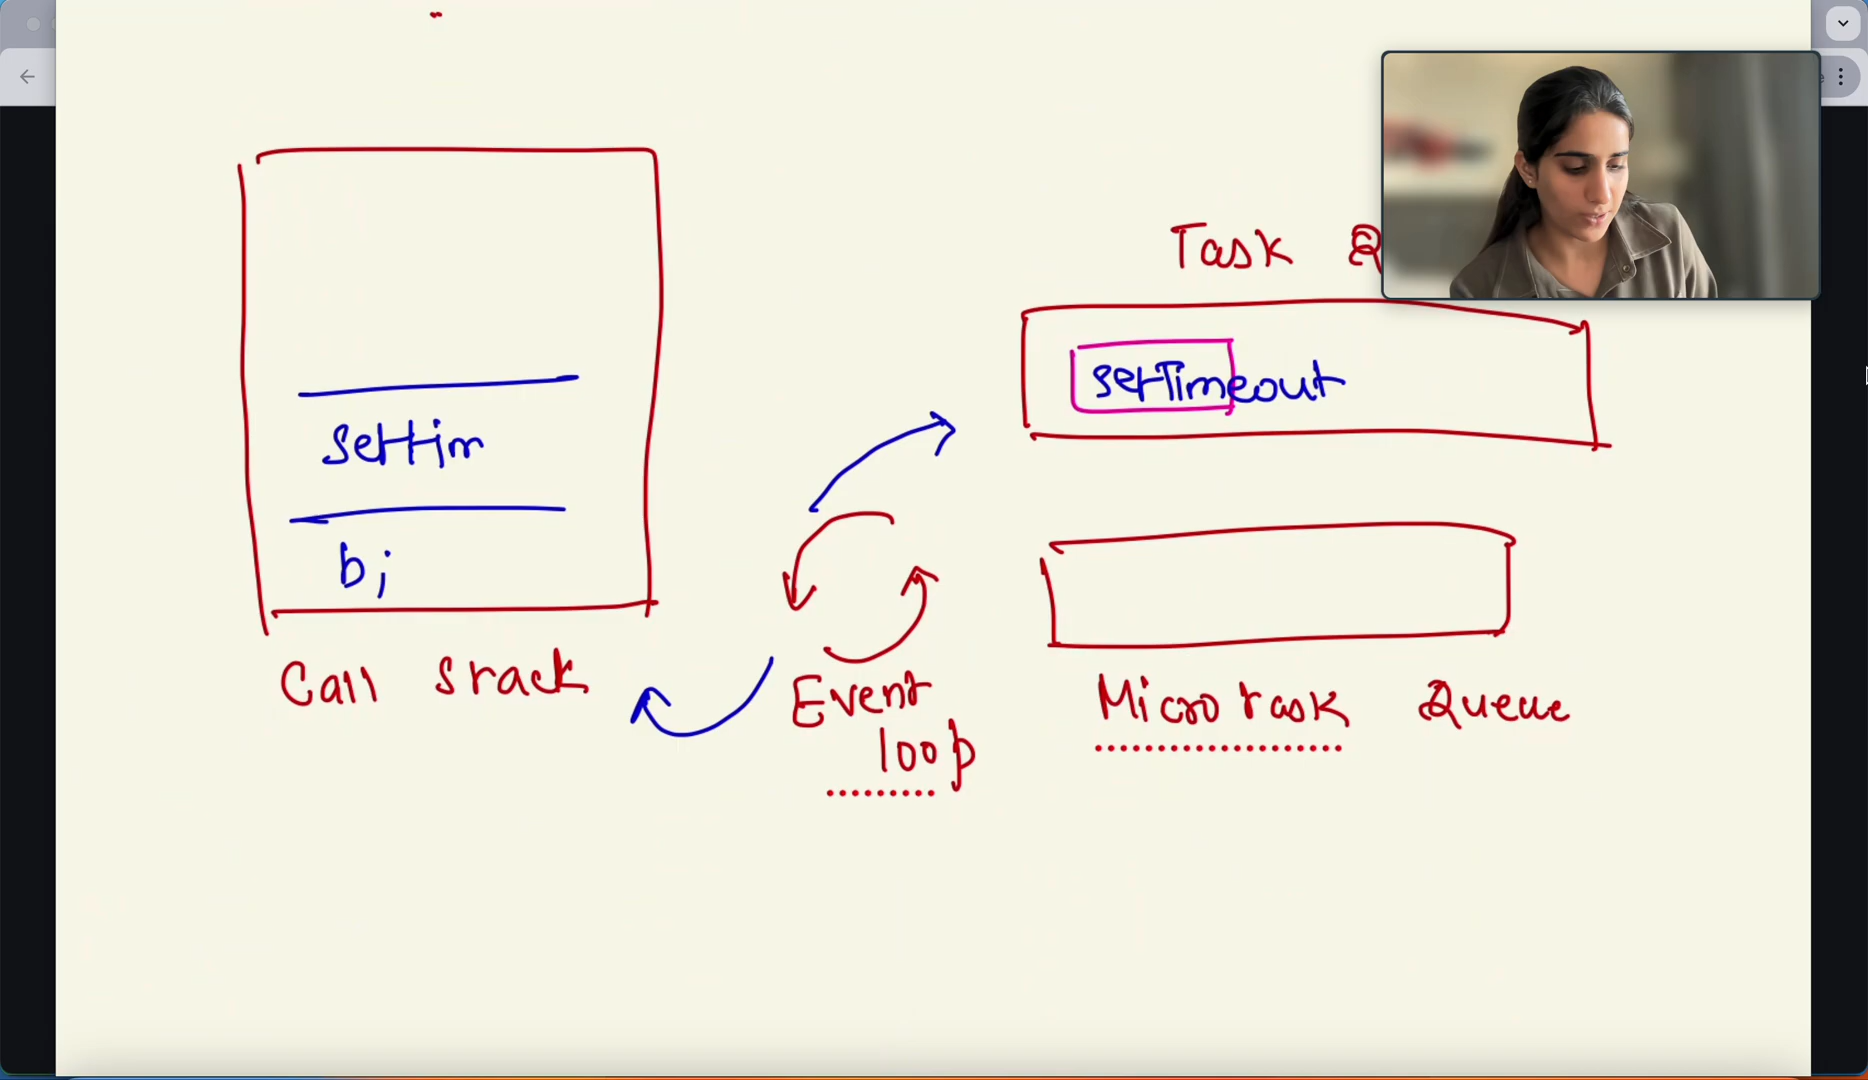 Task
setTimeout
settim
b;
Call Stack
Event
loop
Microtask Queue